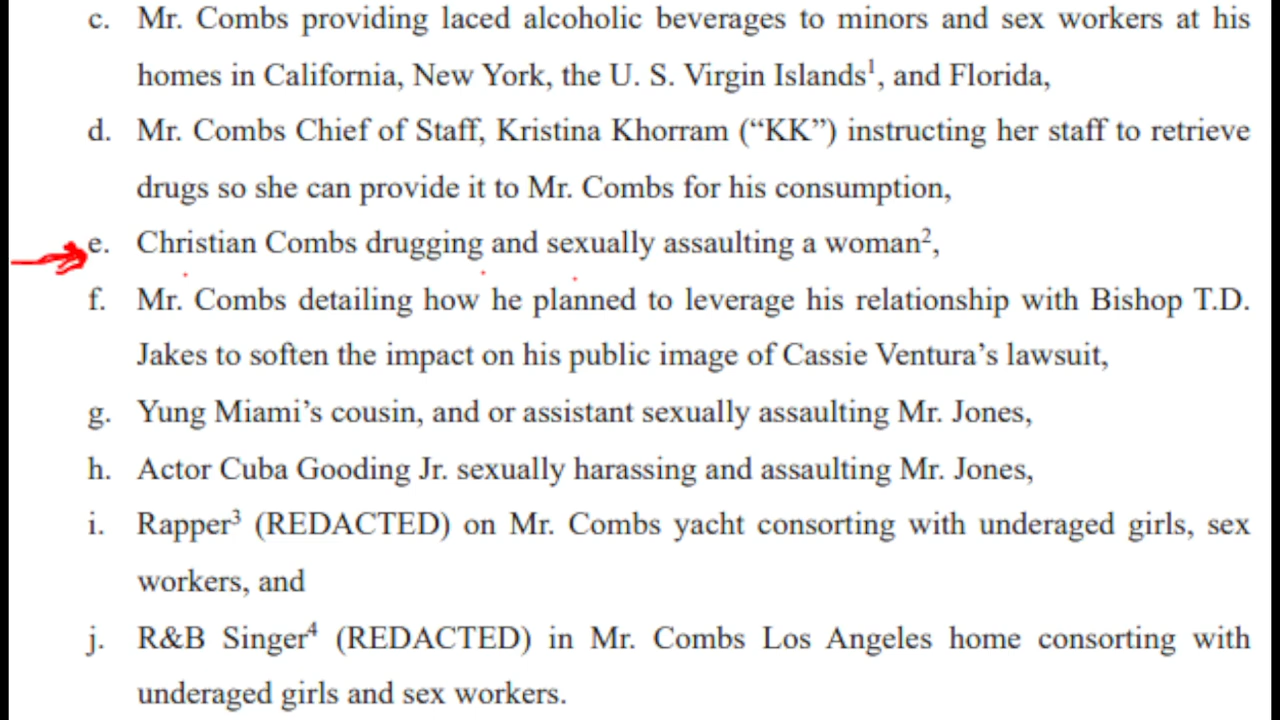 c. Mr. Combs providing laced alcoholic beverages to minors and sex workers at his
homes in California, New York, the U. S. Virgin Islands¹, and Florida,
d. Mr. Combs Chief of Staff, Kristina Khorram (“KK”) instructing her staff to retrieve
drugs so she can provide it to Mr. Combs for his consumption,
e. Christian Combs drugging and sexually assaulting a woman²,
f. Mr. Combs detailing how he planned to leverage his relationship with Bishop T.D.
Jakes to soften the impact on his public image of Cassie Ventura’s lawsuit,
g. Yung Miami’s cousin, and or assistant sexually assaulting Mr. Jones,
h. Actor Cuba Gooding Jr. sexually harassing and assaulting Mr. Jones,
i. Rapper³ (REDACTED) on Mr. Combs yacht consorting with underaged girls, sex
workers, and
j. R&B Singer⁴ (REDACTED) in Mr. Combs Los Angeles home consorting with
underaged girls and sex workers.